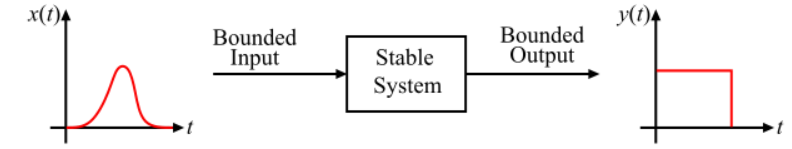 x(t)
Bounded
Input
Stable
System
Bounded
Output
y(t)
t
t